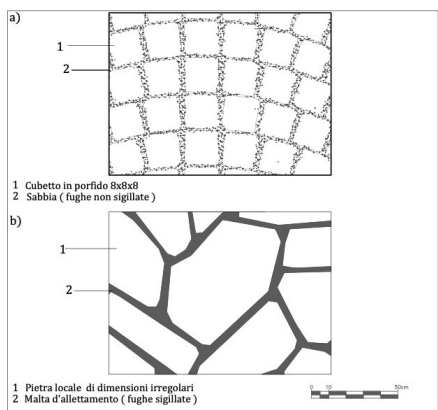 a)
1
2
1 Cubetto in porfido 8x8x8
2 Sabbia ( fughe non sigillate )
b)
1
2
1 Pietra locale di dimensioni irregolari
2 Malta d'allettamento ( fughe sigillate )
0 10 50cm